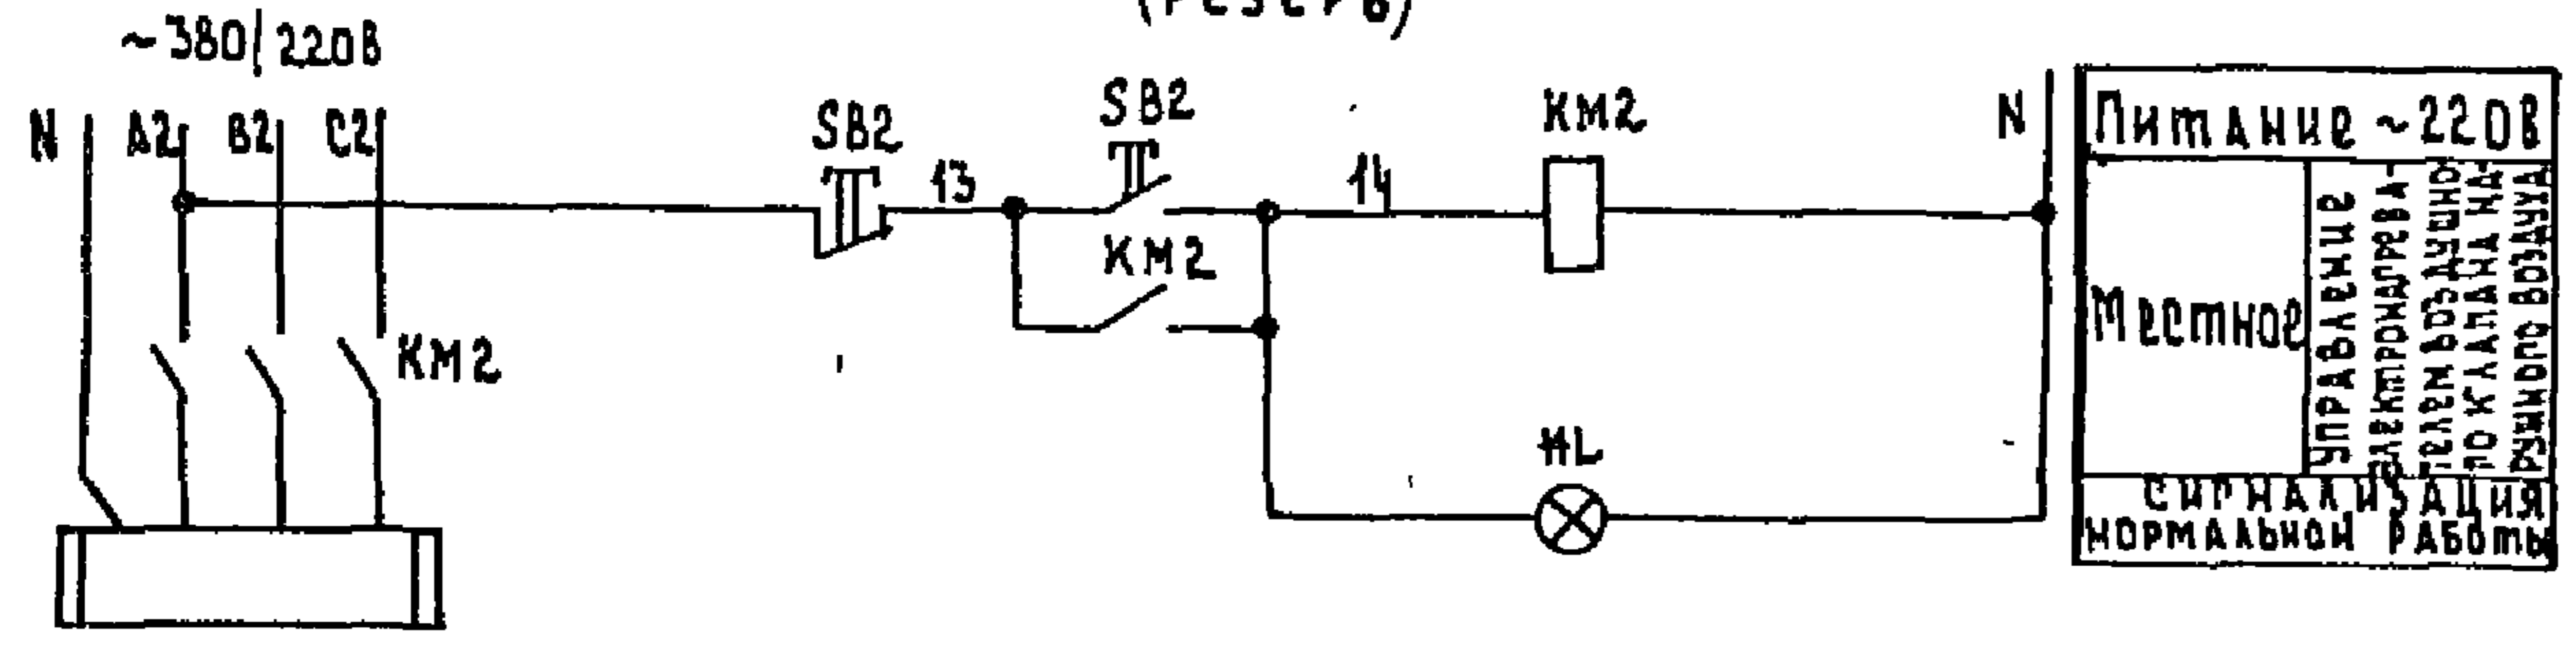 (резерв)
~380/220в
N A2 B2 C2
SB2
13
SB2
14
KM2
N
KM2
KM2
HL
Питание ~220в
Местное
Управление
электронагрева-
телем воздушно
го клапана на-
ружного воздуха
сигнализация
нормальной работы